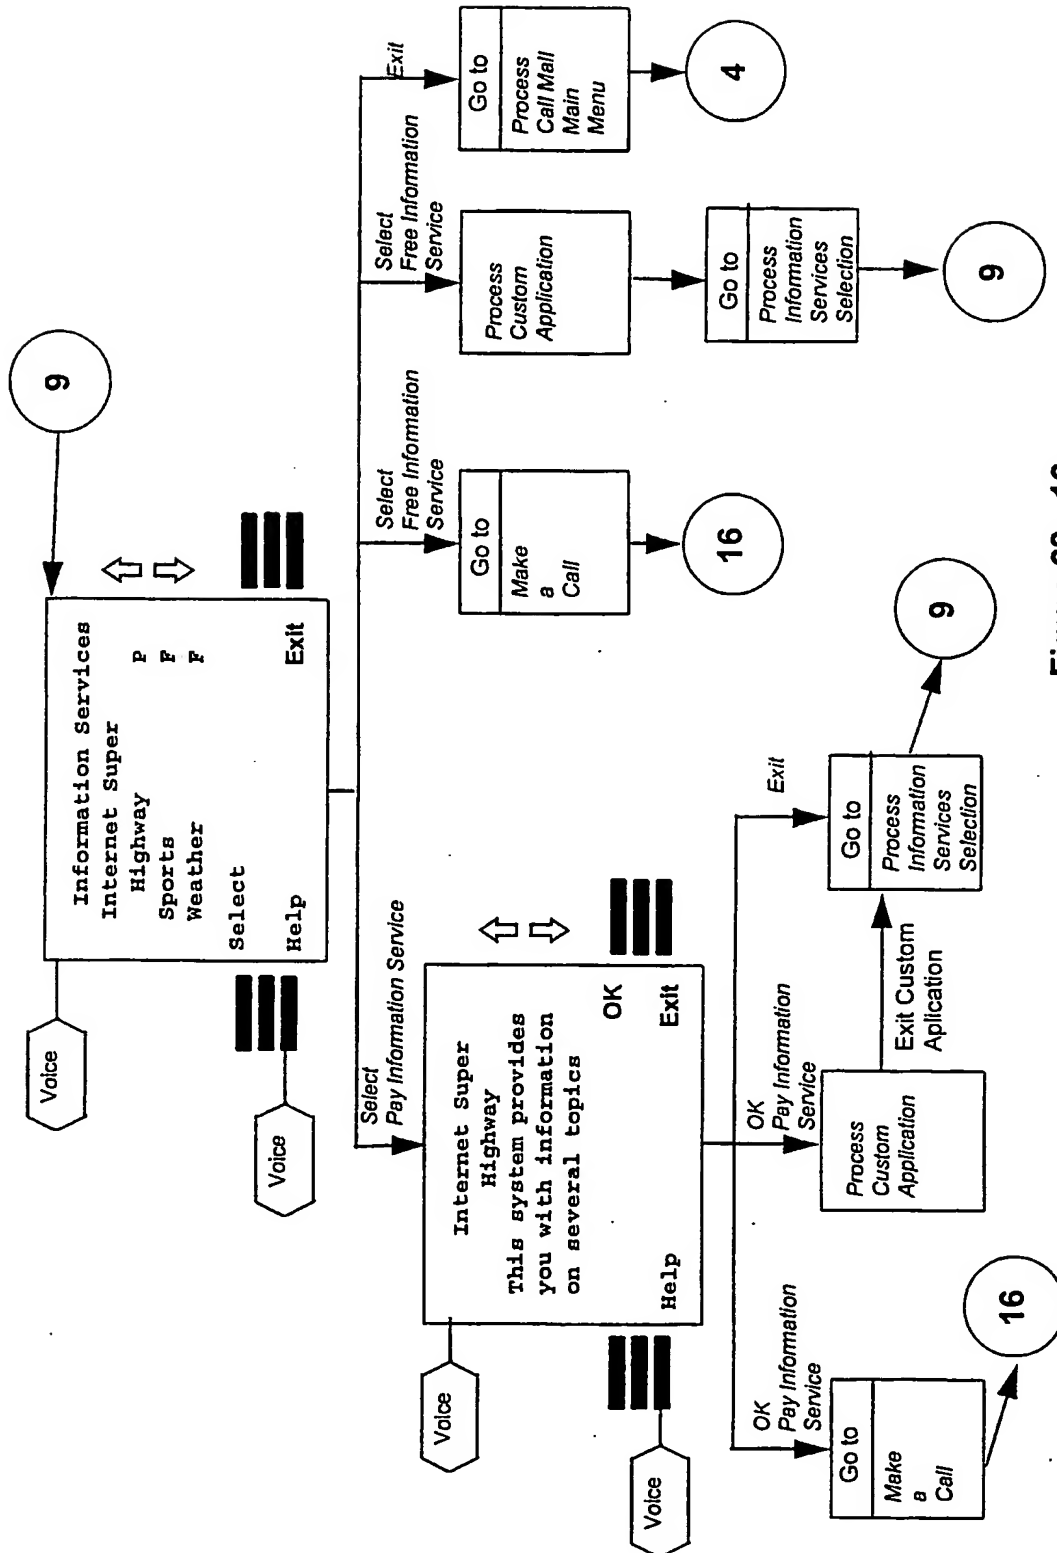 Voice
9
Information Services
Internet Super
Highway P
Sports F
Weather F
Select
Help Exit
Voice
Select
Pay Information Service
Select
Free Information
Service
Select
Free Information
Service
Exit
Voice
Internet Super
Highway
This system provides
you with information
on several topics
OK
Help Exit
Voice
Go to
Make
a
Call
16
Process
Custom
Application
Go to
Process
Information
Services
Selection
9
Go to
Process
Call Mall
Main
Menu
4
OK
Pay Information
Service
OK
Pay Information
Service
Exit
Go to
Make
a
Call
16
Process
Custom
Application
Exit Custom
Aplication
Go to
Process
Information
Services
Selection
9